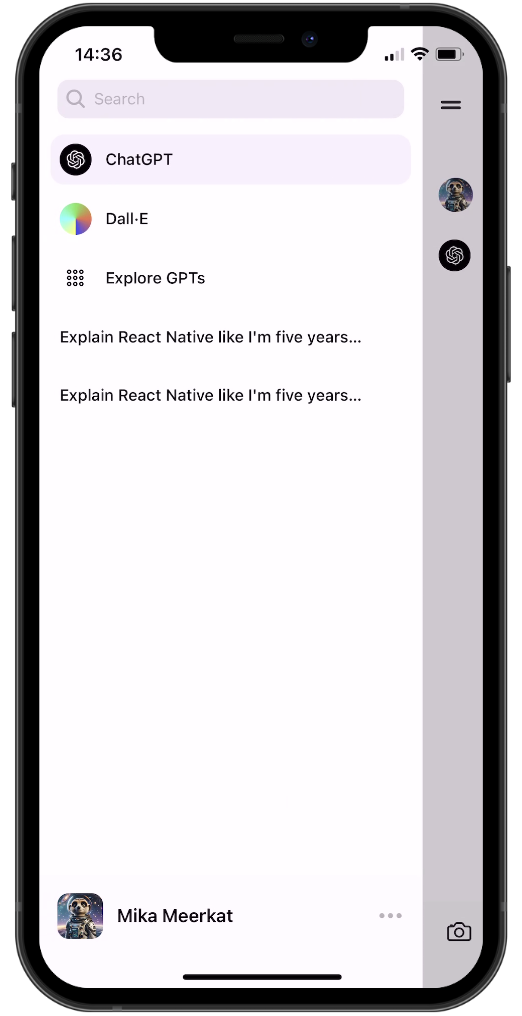 14:36
Search
ChatGPT
Dall·E
Explore GPTs
Explain React Native like I'm five years...
Explain React Native like I'm five years...
Mika Meerkat